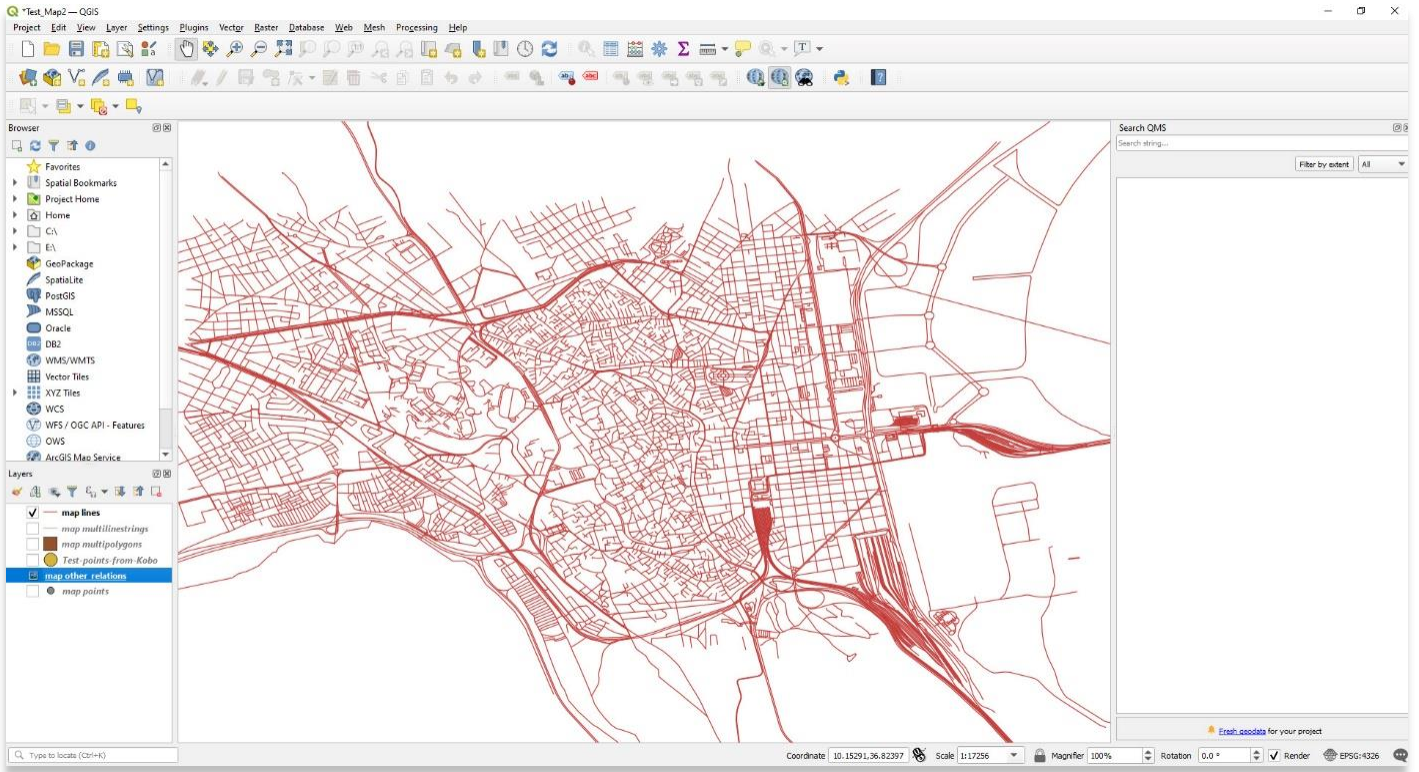 *Test_Map2 — QGIS
Project Edit View Layer Settings Plugins Vector Raster Database Web Mesh Processing Help
Browser
Search QMS
Search string...
Filter by extent All
Favorites
Spatial Bookmarks
Project Home
Home
C:\
E:\
GeoPackage
SpatiaLite
PostGIS
MSSQL
Oracle
DB2 DB2
WMS/WMTS
Vector Tiles
XYZ Tiles
WCS
WFS / OGC API - Features
OWS
ArcGIS Map Service
Layers
map lines
map multilinestrings
map multipolygons
Test-points-from-Kobo
map other_relations
map points
Fresh geodata for your project
Type to locate (Ctrl+K)
Coordinate 10.15291,36.82397 Scale 1:17256 Magnifier 100% Rotation 0.0 ° Render EPSG:4326